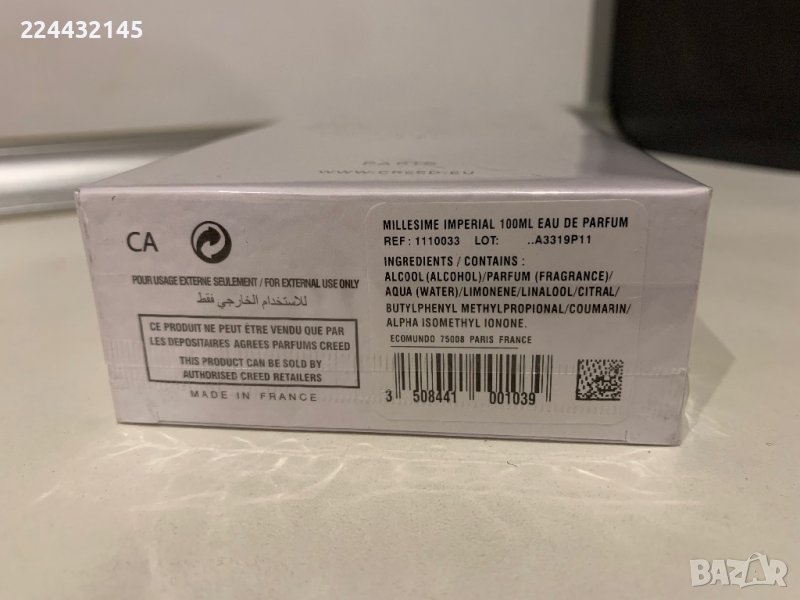 224432145
PARIS
WWW.CREED.EU
CA
POUR USAGE EXTERNE SEULEMENT / FOR EXTERNAL USE ONLY
للاستخدام الخارجي فقط
CE PRODUIT NE PEUT ÊTRE VENDU QUE PAR
LES DEPOSITAIRES AGREES PARFUMS CREED
THIS PRODUCT CAN BE SOLD BY
AUTHORISED CREED RETAILERS
MADE IN FRANCE
MILLESIME IMPERIAL 100ML EAU DE PARFUM
REF : 1110033 LOT: ..A3319P11
INGREDIENTS / CONTAINS :
ALCOOL(ALCOHOL)/PARFUM (FRAGRANCE)/
AQUA (WATER)/LIMONENE/LINALOOL/CITRAL/
BUTYLPHENYL METHYLPROPIONAL/COUMARIN/
ALPHA ISOMETHYL IONONE.
ECOMUNDO 75008 PARIS FRANCE
3 508441 001039
BAZAR